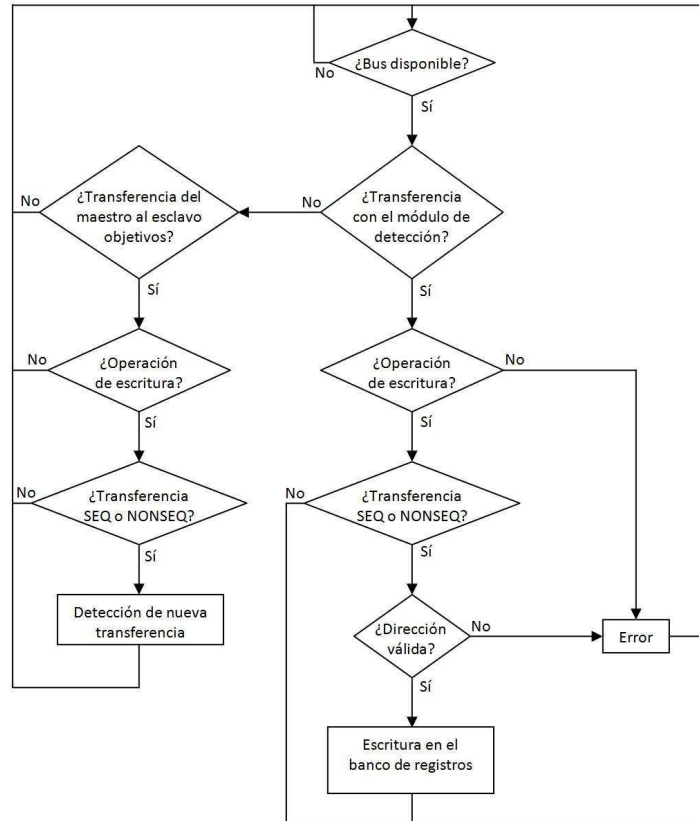 ¿Bus disponible?
No
Sí
¿Transferencia del
maestro al esclavo
objetivos?
No
Sí
¿Transferencia
con el módulo de
detección?
No
Sí
¿Operación
de escritura?
No
Sí
¿Operación
de escritura?
No
Sí
¿Transferencia
SEQ o NONSEQ?
No
Sí
¿Transferencia
SEQ o NONSEQ?
No
Sí
Detección de nueva
transferencia
¿Dirección
válida?
No
Sí
Error
Escritura en el
banco de registros